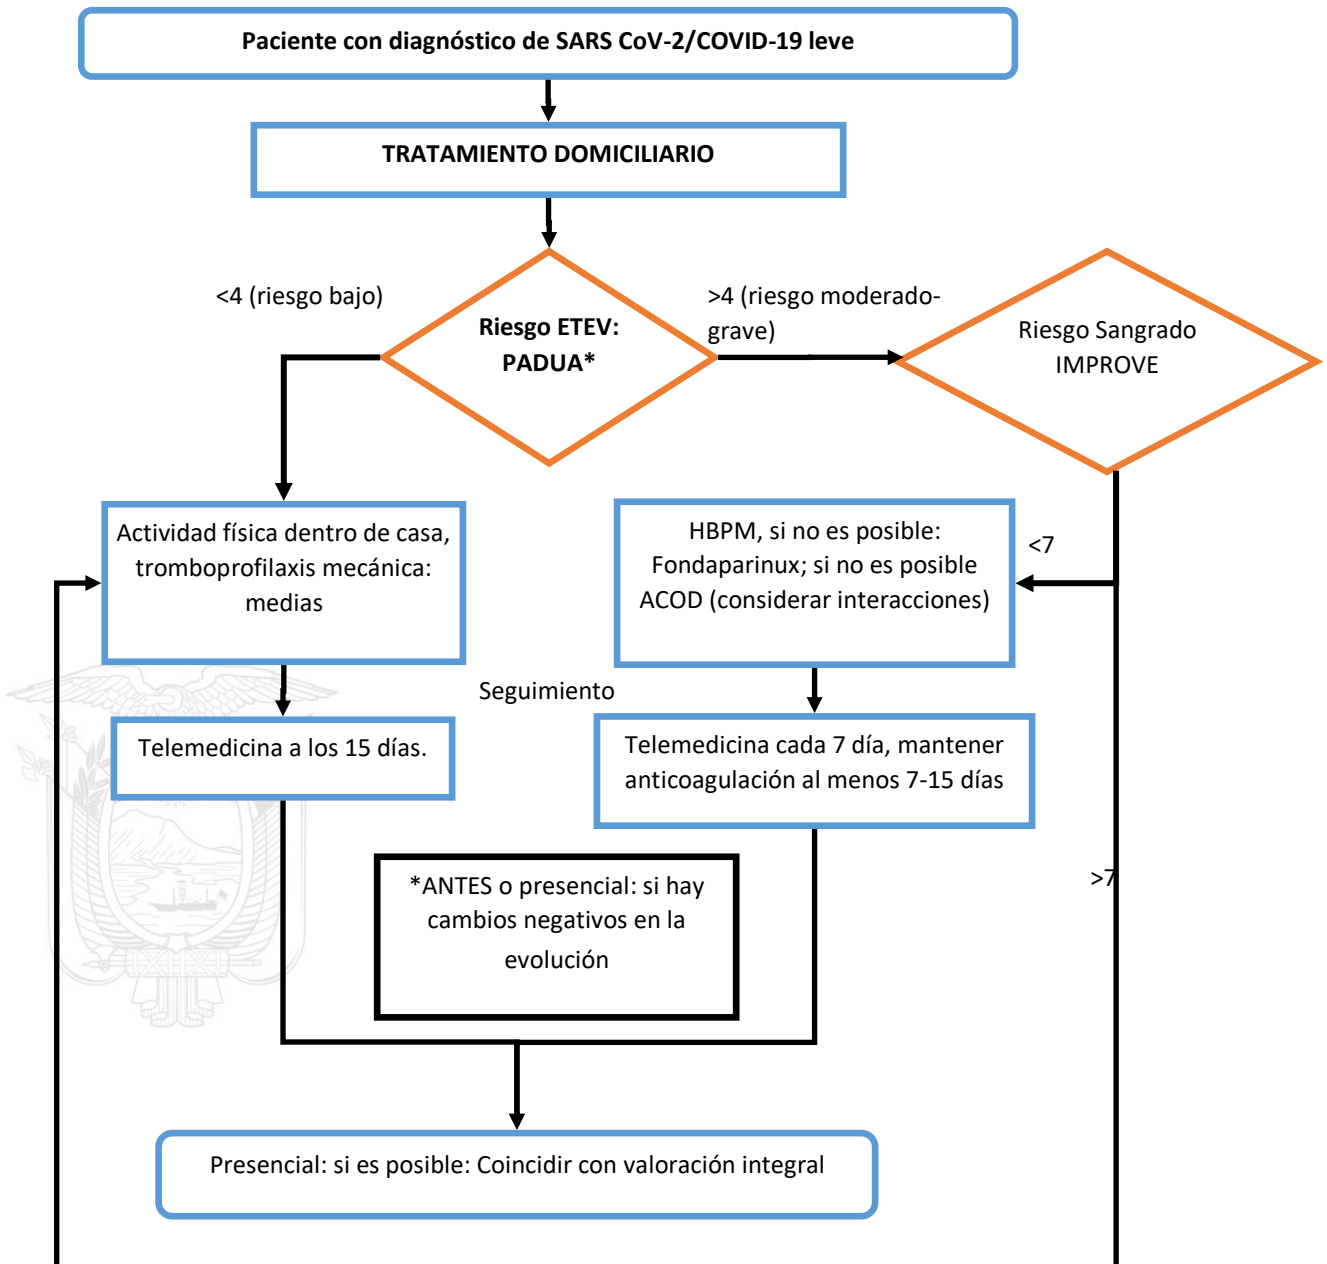 Paciente con diagnóstico de SARS CoV-2/COVID-19 leve
TRATAMIENTO DOMICILIARIO
<4 (riesgo bajo)
>4 (riesgo moderado-
grave)
Riesgo ETEV:
PADUA*
Riesgo Sangrado
IMPROVE
Actividad física dentro de casa,
tromboprofilaxis mecánica:
medias
HBPM, si no es posible:
Fondaparinux; si no es posible
ACOD (considerar interacciones)
<7
Seguimiento
Telemedicina a los 15 días.
Telemedicina cada 7 día, mantener
anticoagulación al menos 7-15 días
*ANTES o presencial: si hay
cambios negativos en la
evolución
>7
Presencial: si es posible: Coincidir con valoración integral